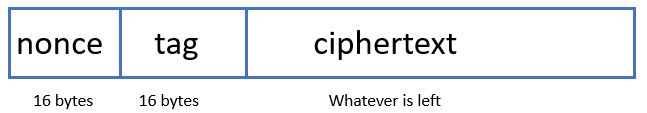 nonce tag ciphertext
16 bytes 16 bytes Whatever is left